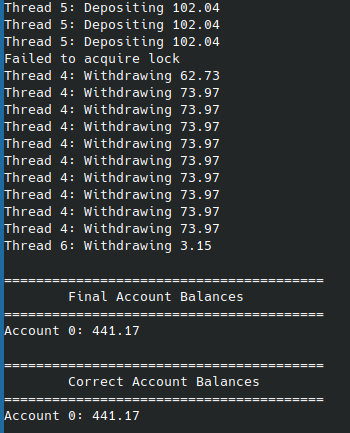 Thread 5: Depositing 102.04
Thread 5: Depositing 102.04
Thread 5: Depositing 102.04
Failed to acquire lock
Thread 4: Withdrawing 62.73
Thread 4: Withdrawing 73.97
Thread 4: Withdrawing 73.97
Thread 4: Withdrawing 73.97
Thread 4: Withdrawing 73.97
Thread 4: Withdrawing 73.97
Thread 4: Withdrawing 73.97
Thread 4: Withdrawing 73.97
Thread 4: Withdrawing 73.97
Thread 4: Withdrawing 73.97
Thread 6: Withdrawing 3.15
========================================
Final Account Balances
========================================
Account 0: 441.17
========================================
Correct Account Balances
========================================
Account 0: 441.17